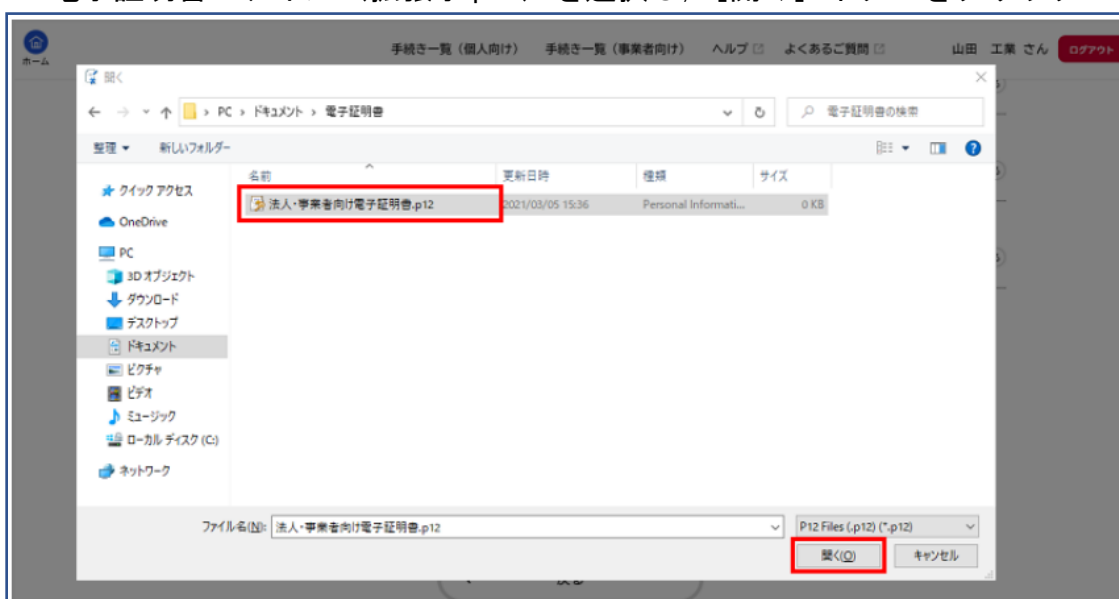 手続き一覧（個人向け） 手続き一覧（事業者向け） ヘルプ よくあるご質問 山田 工業 さん ログアウト
ホーム
開く
PC › ドキュメント › 電子証明書
電子証明書の検索
整理 新しいフォルダー
名前 更新日時 種類 サイズ
クイック アクセス
法人・事業者向け電子証明書.p12 2021/03/05 15:36 Personal Informati... 0 KB
OneDrive
PC
3D オブジェクト
ダウンロード
デスクトップ
ドキュメント
ピクチャ
ビデオ
ミュージック
ローカル ディスク (C:)
ネットワーク
ファイル名(N): 法人・事業者向け電子証明書.p12 P12 Files (.p12) (*.p12)
開く(O) キャンセル